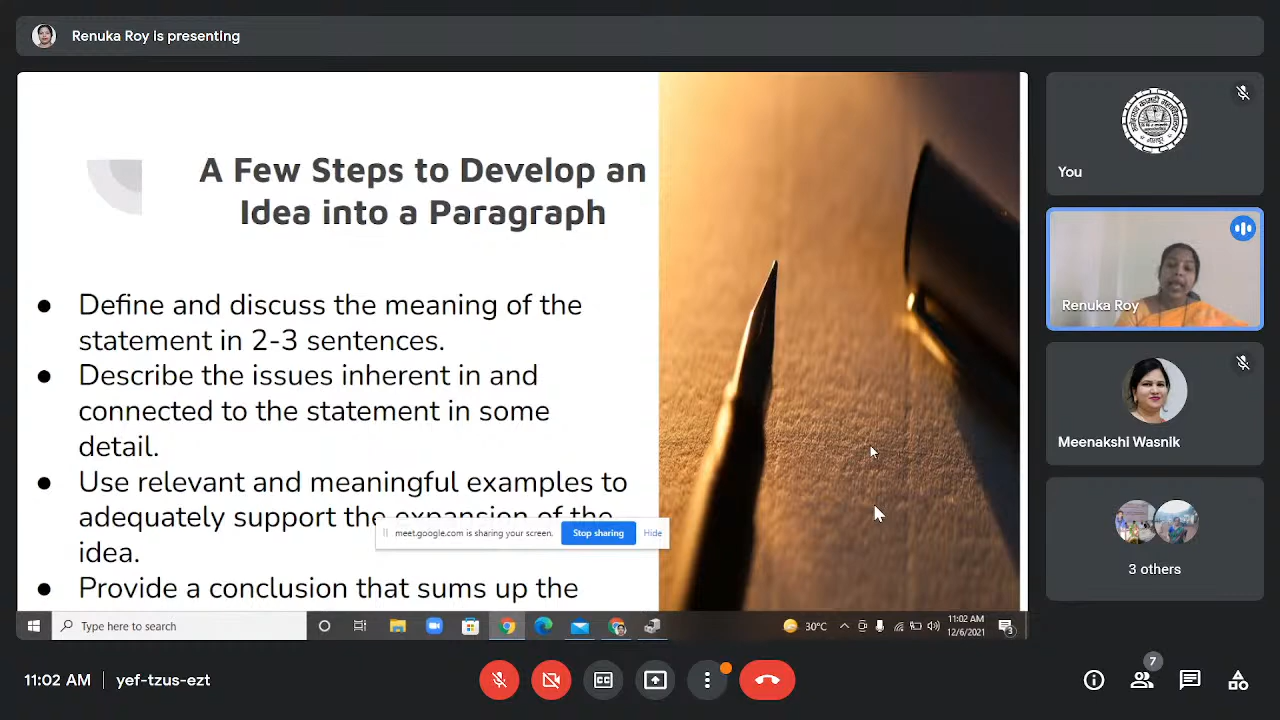 Renuka Roy is presenting
A Few Steps to Develop an
Idea into a Paragraph
● Define and discuss the meaning of the
statement in 2-3 sentences.
● Describe the issues inherent in and
connected to the statement in some
detail.
● Use relevant and meaningful examples to
adequately support the expansion of the
idea.
● Provide a conclusion that sums up the
meet.google.com is sharing your screen.
Stop sharing
Hide
Type here to search
30°C
11:02 AM
12/6/2021
3
You
Renuka Roy
Meenakshi Wasnik
3 others
11:02 AM | yef-tzus-ezt
7